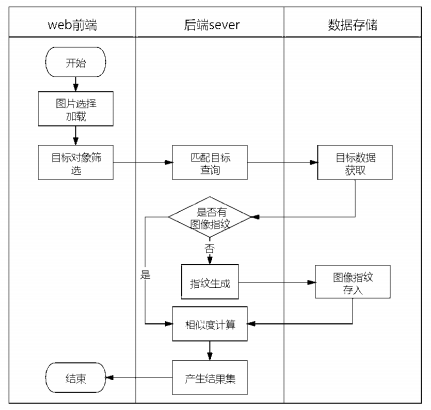 web前端
后端sever
数据存储
开始
图片选择
加载
目标对象筛
选
匹配目标
查询
目标数据
获取
是否有
图像指纹
否
是
指纹生成
图像指纹
存入
相似度计算
产生结果集
结束